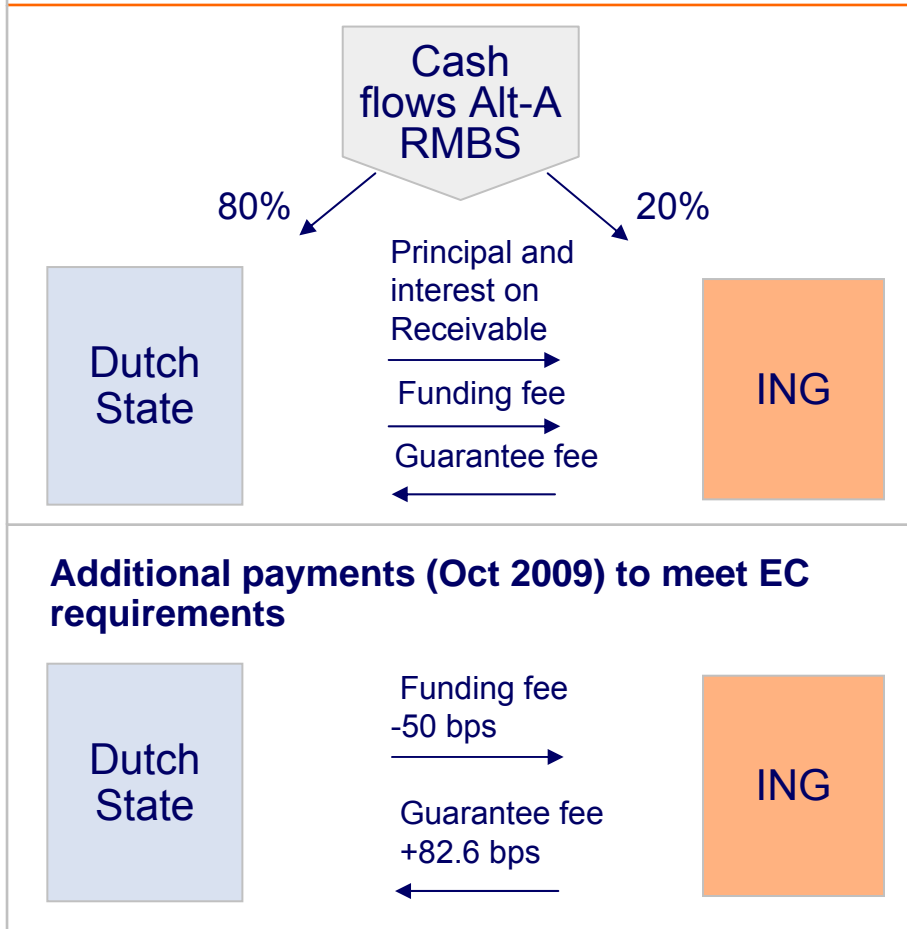 Cash
flows Alt-A
RMBS
80%
20%
Principal and
interest on
Receivable
Dutch
State
Funding fee
ING
Guarantee fee
Additional payments (Oct 2009) to meet EC
requirements
Funding fee
-50 bps
Dutch
State
ING
Guarantee fee
+82.6 bps